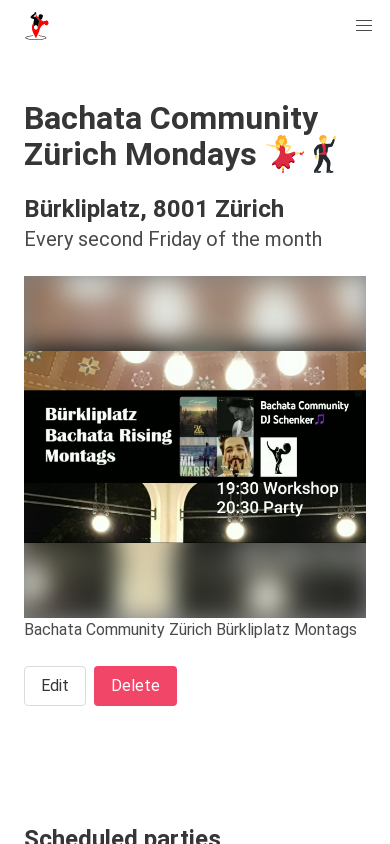 Bachata Community
Zürich Mondays 💃🕺
Bürkliplatz, 8001 Zürich
Every second Friday of the month
Bürkliplatz
Bachata Rising
Montags
MIL
MARES
Bachata Community
DJ Schenker🎵
19:30 Workshop
20:30 Party
Bachata Community Zürich Bürkliplatz Montags
Edit
Delete
Scheduled parties